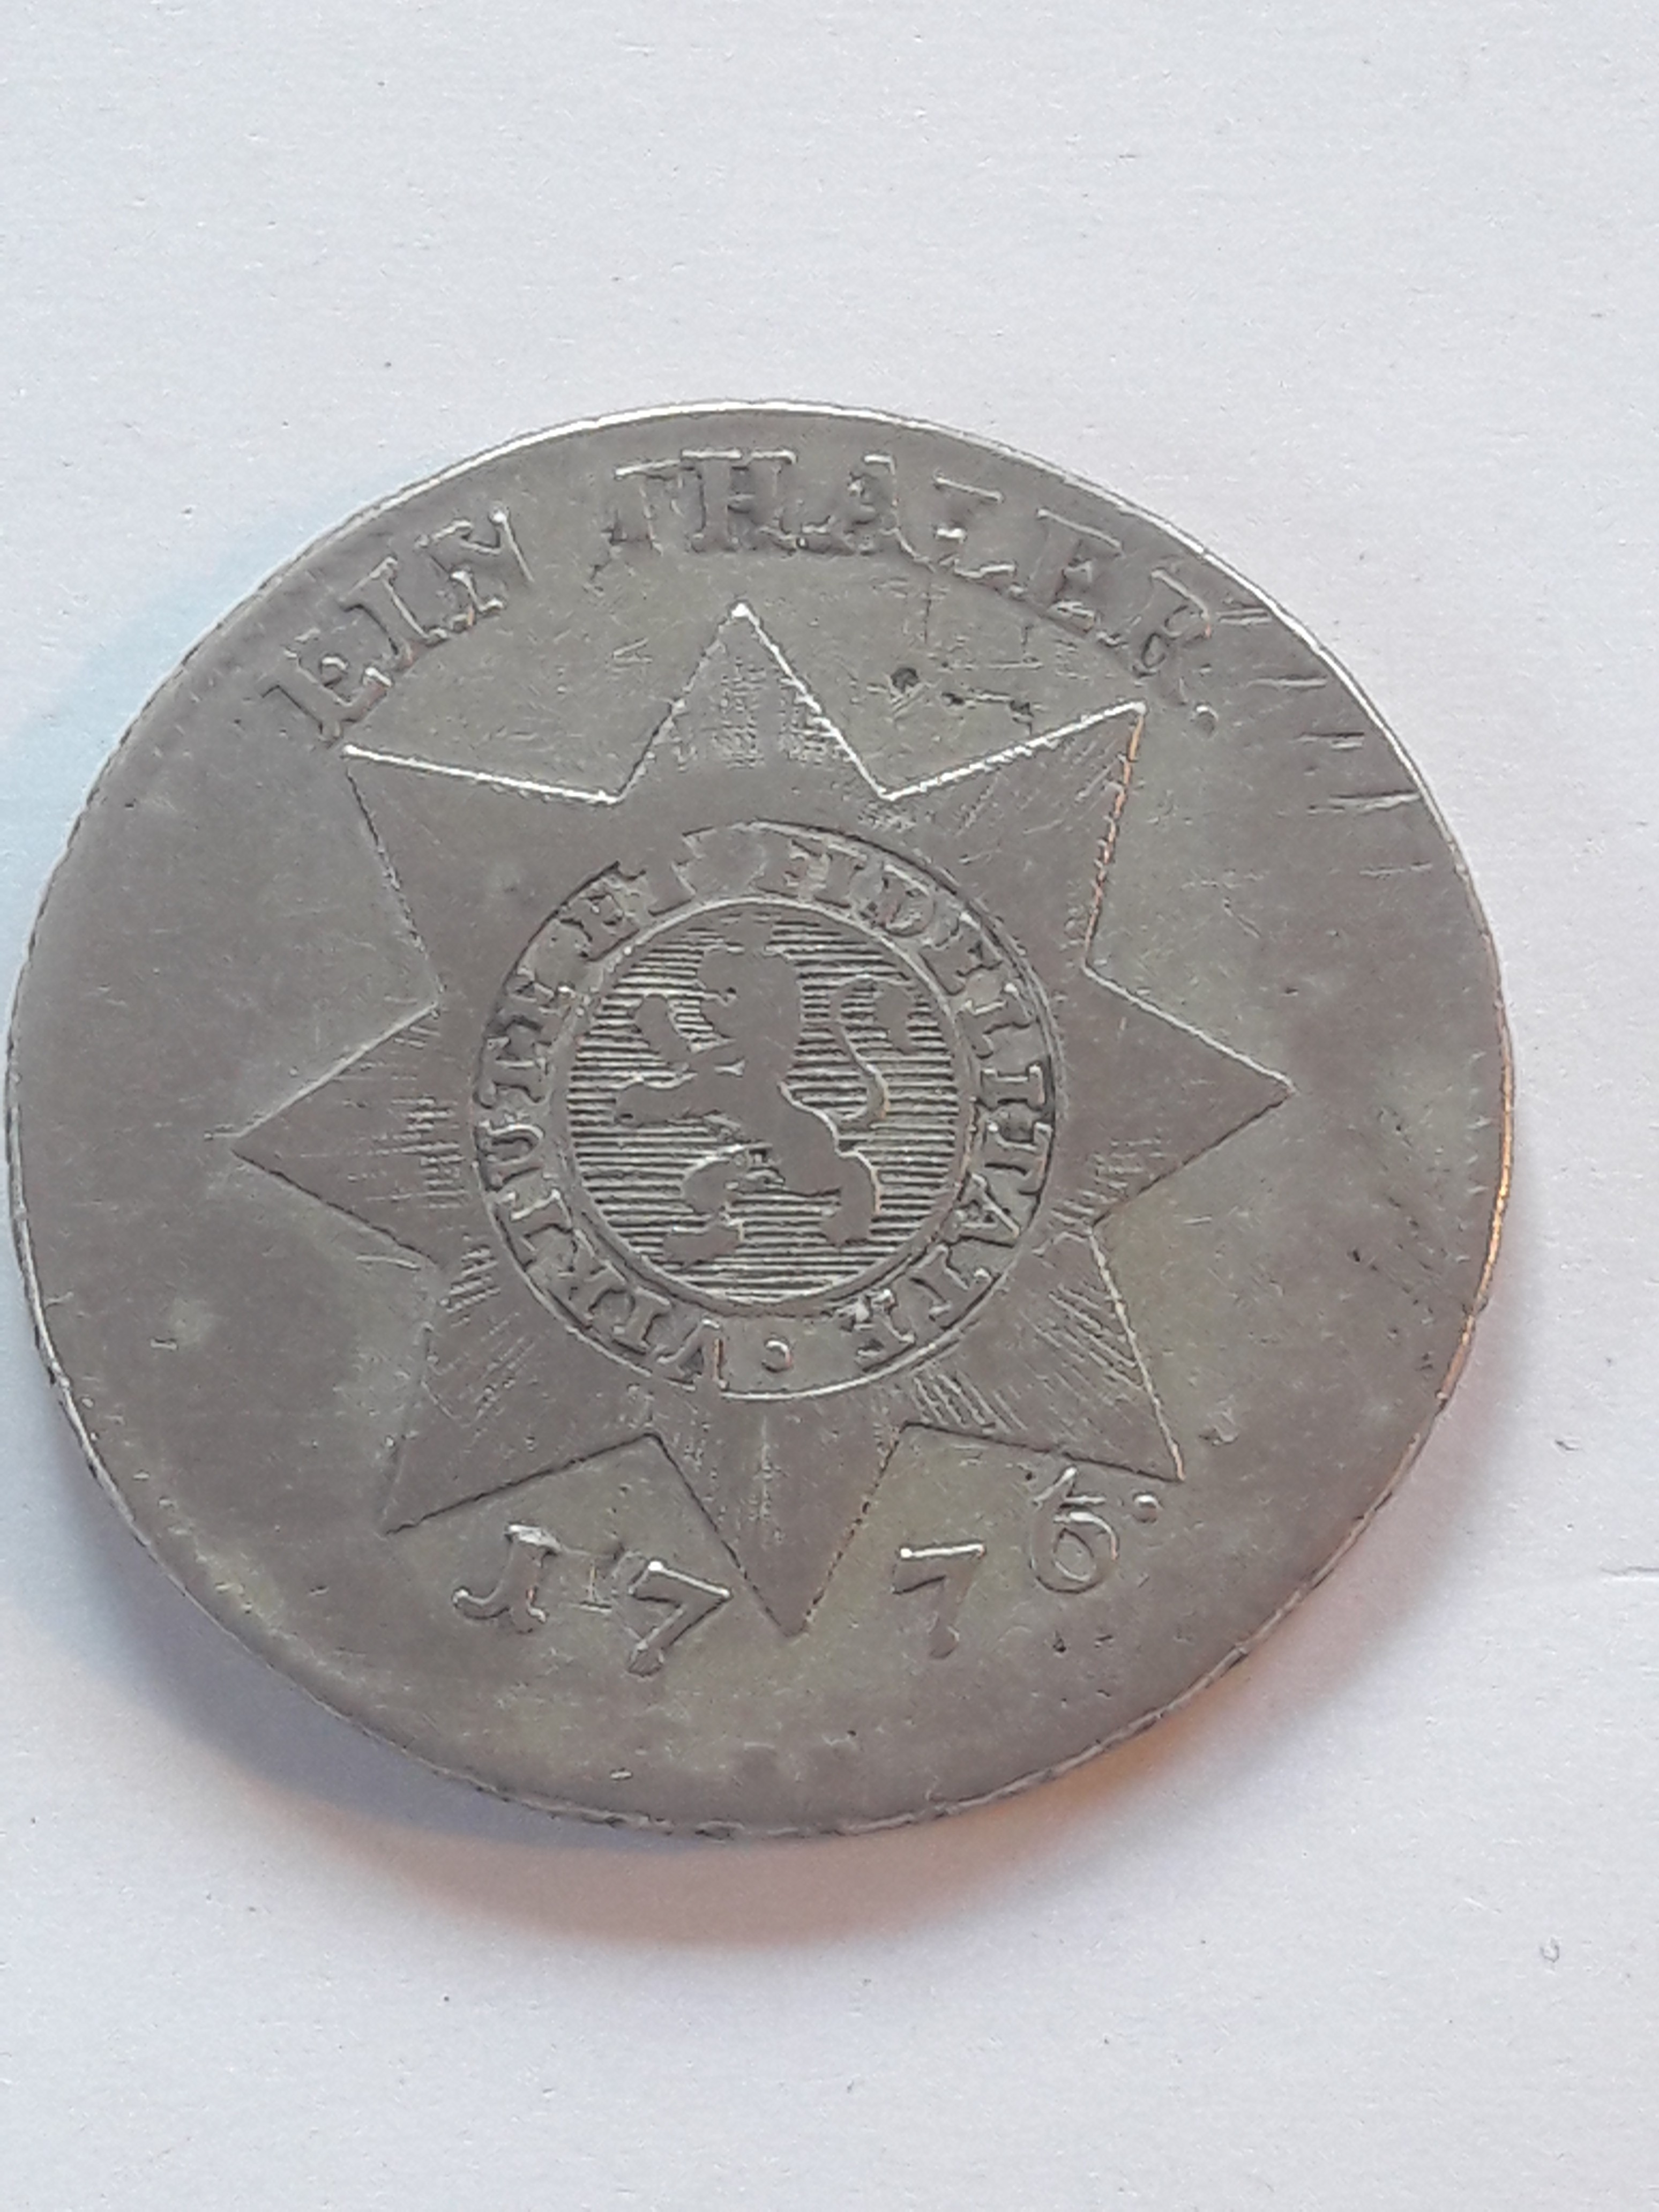 EIN THALER.
VIRTUTE ET FIDELITATE.
1776.